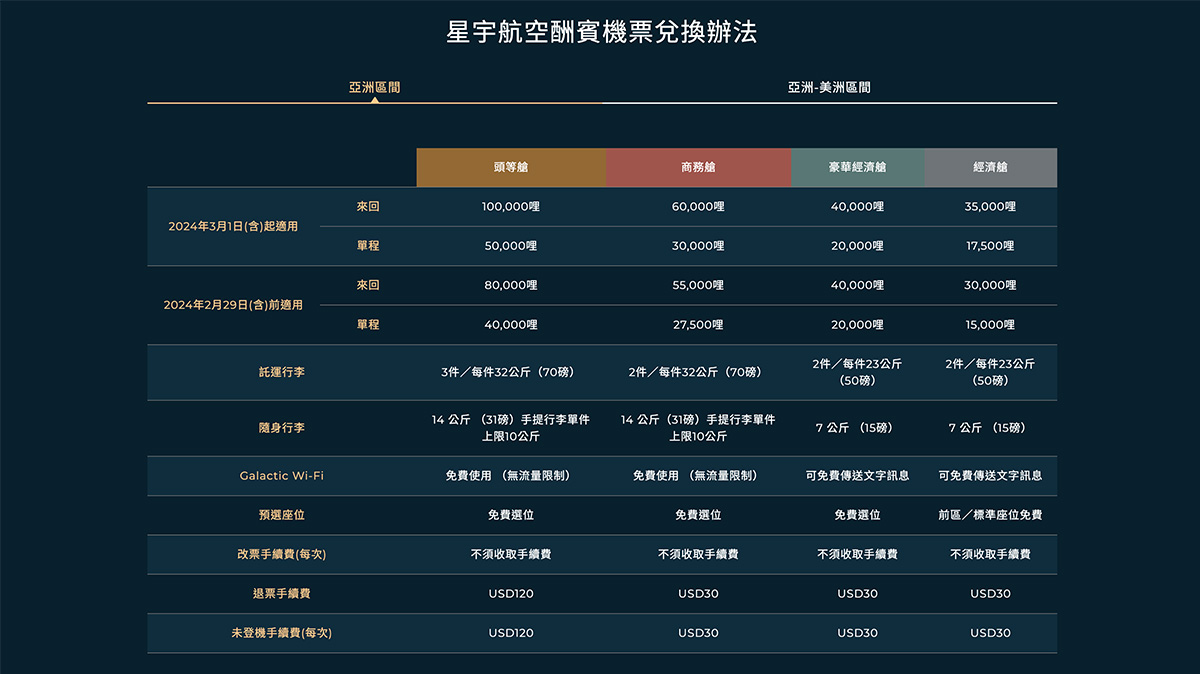 星宇航空酬賓機票兌換辦法
亞洲區間 亞洲-美洲區間
頭等艙 商務艙 豪華經濟艙 經濟艙
2024年3月1日(含)起適用
來回 100,000哩 60,000哩 40,000哩 35,000哩
單程 50,000哩 30,000哩 20,000哩 17,500哩
2024年2月29日(含)前適用
來回 80,000哩 55,000哩 40,000哩 30,000哩
單程 40,000哩 27,500哩 20,000哩 15,000哩
託運行李 3件／每件32公斤（70磅） 2件／每件32公斤（70磅） 2件／每件23公斤 2件／每件23公斤
（50磅） （50磅）
隨身行李 14 公斤 （31磅）手提行李單件 14 公斤（31磅）手提行李單件 7 公斤 （15磅） 7 公斤 （15磅）
上限10公斤 上限10公斤
Galactic Wi-Fi 免費使用 （無流量限制） 免費使用 （無流量限制） 可免費傳送文字訊息 可免費傳送文字訊息
預選座位 免費選位 免費選位 免費選位 前區／標準座位免費
改票手續費(每次) 不須收取手續費 不須收取手續費 不須收取手續費 不須收取手續費
退票手續費 USD120 USD30 USD30 USD30
未登機手續費(每次) USD120 USD30 USD30 USD30